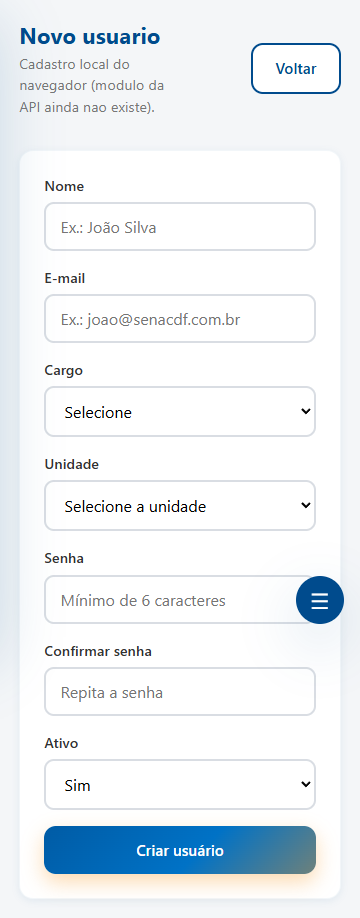 Novo usuario
Cadastro local do
navegador (modulo da
API ainda nao existe).
Voltar
Nome
Ex.: João Silva
E-mail
Ex.: joao@senacdf.com.br
Cargo
Selecione
Unidade
Selecione a unidade
Senha
Mínimo de 6 caracteres
Confirmar senha
Repita a senha
Ativo
Sim
Criar usuário